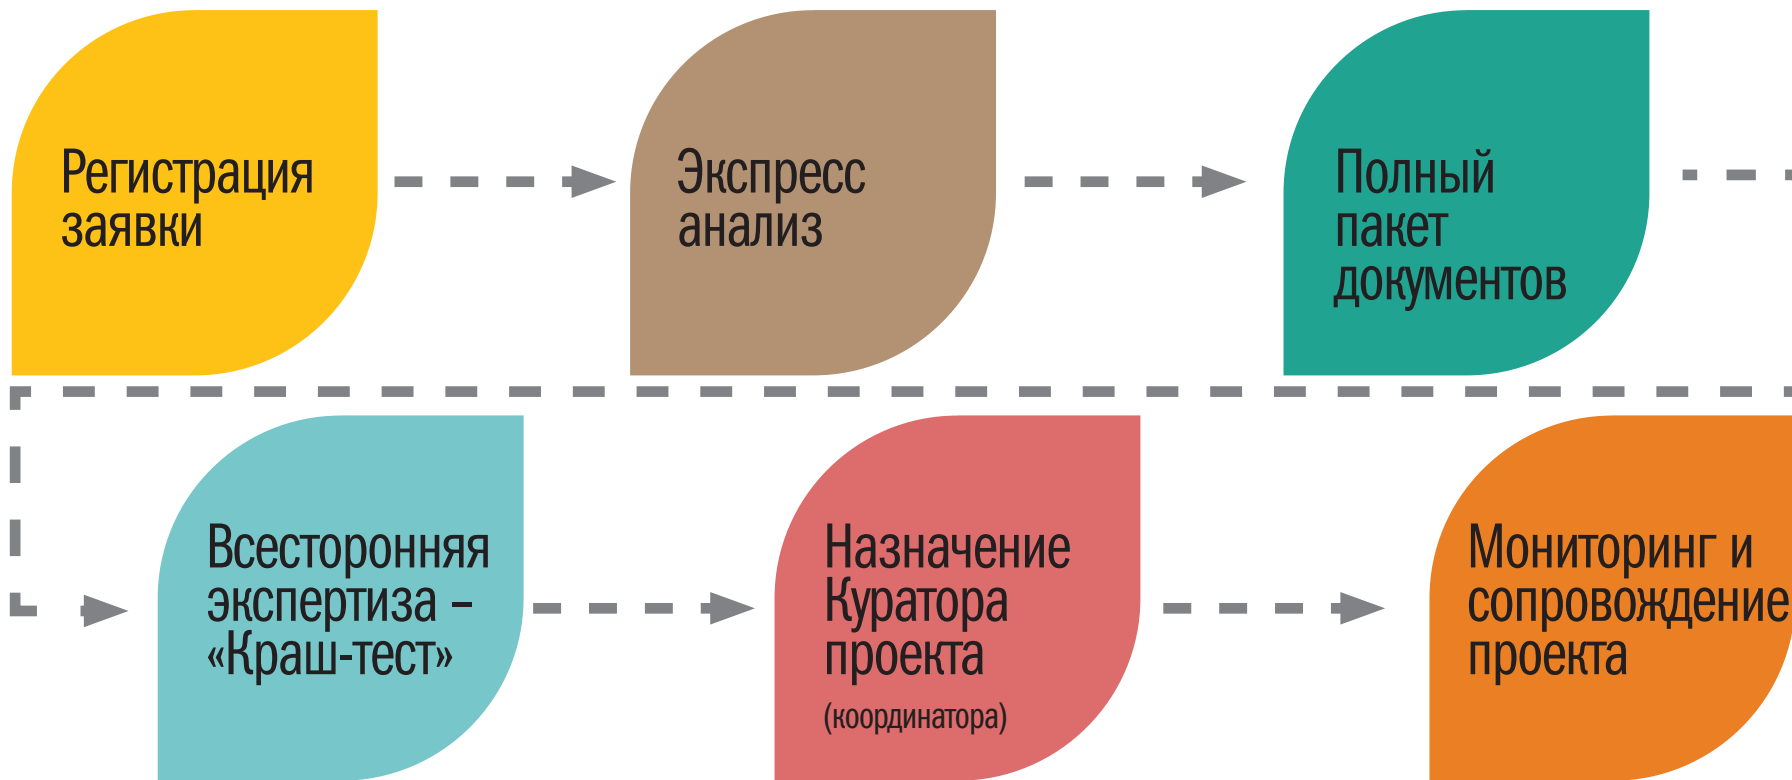 Регистрация
заявки
Экспресс
анализ
Полный
пакет
документов
Всесторонняя
экспертиза –
«Краш-тест»
Назначение
Куратора
проекта
(координатора)
Мониторинг и
сопровождение
проекта